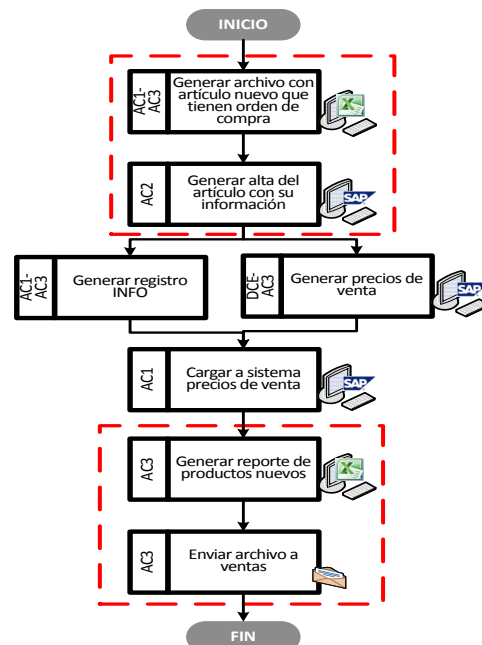 INICIO
AC1-
AC3
Generar archivo con
artículo nuevo que
tienen orden de
compra
AC2
Generar alta del
artículo con su
información
SAP
AC1-
AC3
Generar registro
INFO
DCE-
AC3
Generar precios de
venta
SAP
AC1
Cargar a sistema
precios de venta
SAP
AC3
Generar reporte de
productos nuevos
AC3
Enviar archivo a
ventas
FIN